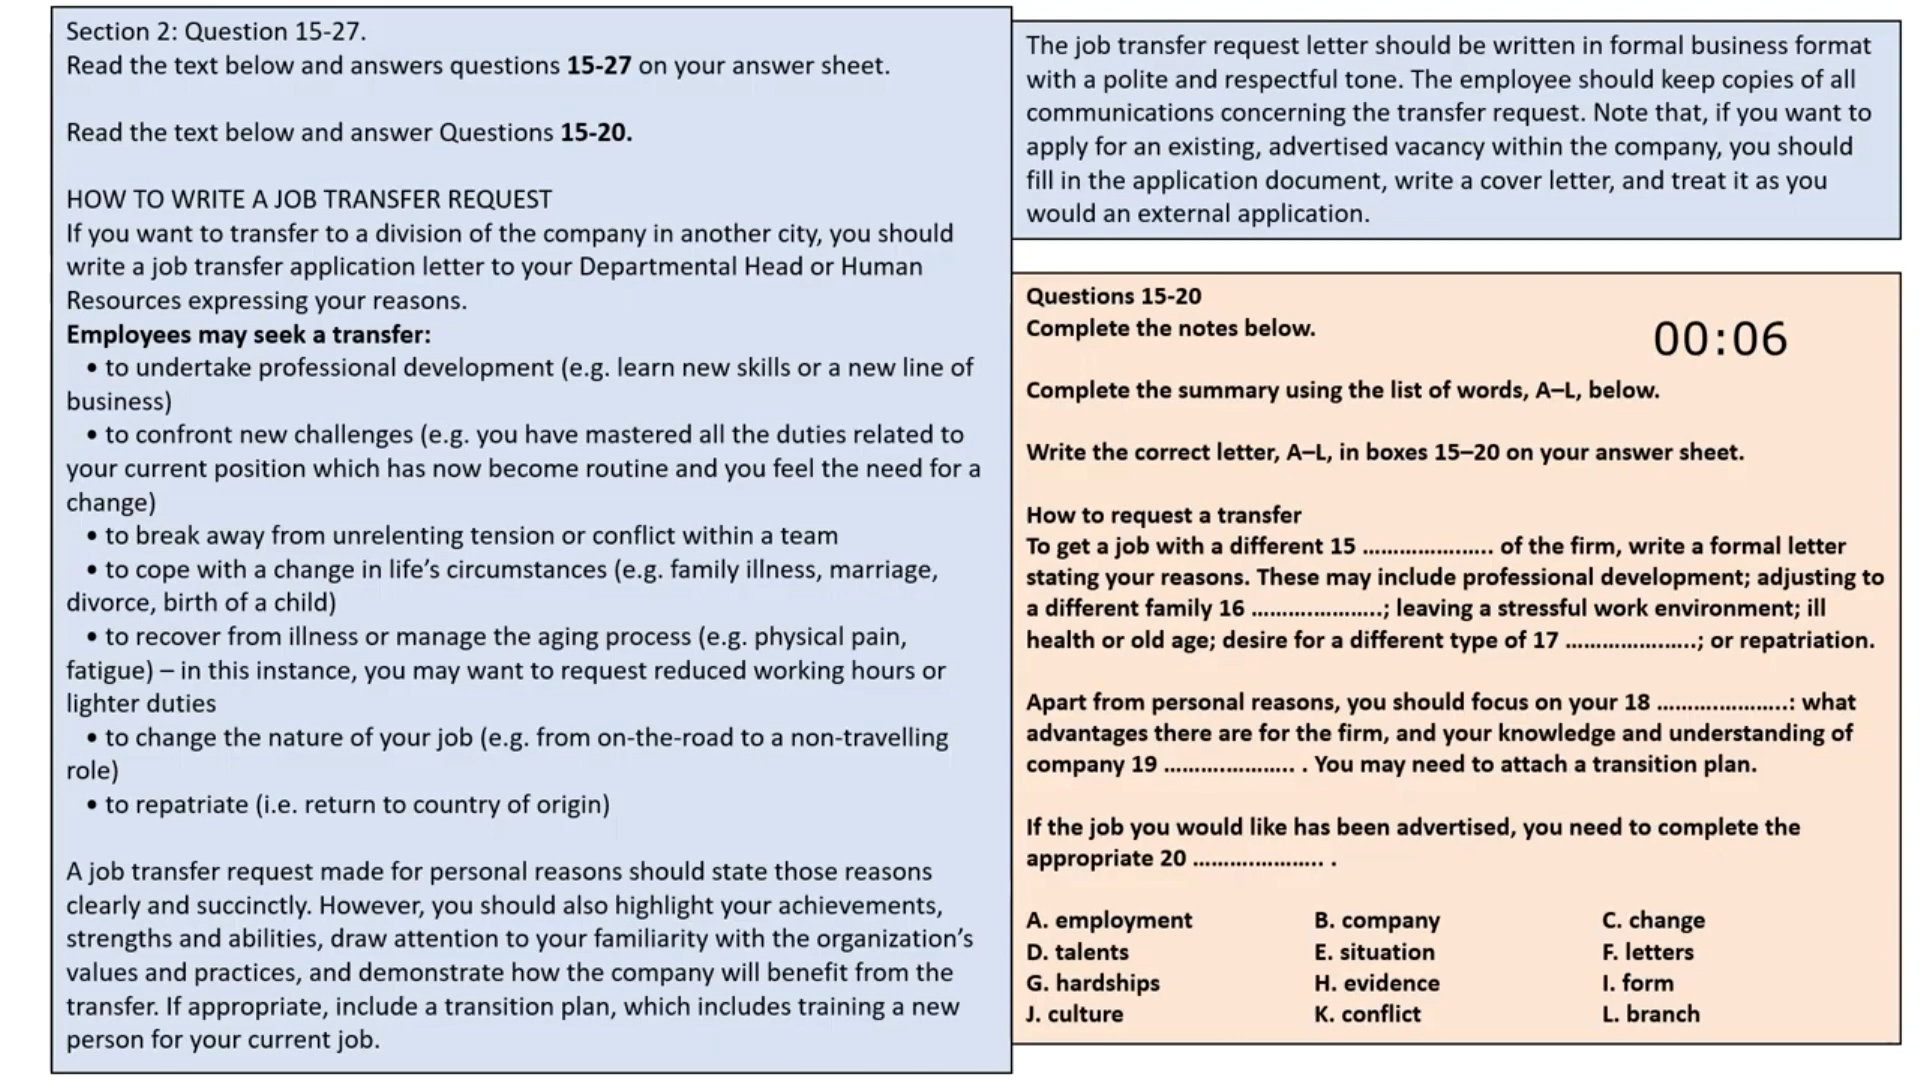 Section 2: Question 15-27.
Read the text below and answers questions 15-27 on your answer sheet.
Read the text below and answer Questions 15-20.
HOW TO WRITE A JOB TRANSFER REQUEST
If you want to transfer to a division of the company in another city, you should
write a job transfer application letter to your Departmental Head or Human
Resources expressing your reasons.
Employees may seek a transfer:
• to undertake professional development (e.g. learn new skills or a new line of
business)
• to confront new challenges (e.g. you have mastered all the duties related to
your current position which has now become routine and you feel the need for a
change)
• to break away from unrelenting tension or conflict within a team
• to cope with a change in life's circumstances (e.g. family illness, marriage,
divorce, birth of a child)
• to recover from illness or manage the aging process (e.g. physical pain,
fatigue) – in this instance, you may want to request reduced working hours or
lighter duties
• to change the nature of your job (e.g. from on-the-road to a non-travelling
role)
• to repatriate (i.e. return to country of origin)
A job transfer request made for personal reasons should state those reasons
clearly and succinctly. However, you should also highlight your achievements,
strengths and abilities, draw attention to your familiarity with the organization's
values and practices, and demonstrate how the company will benefit from the
transfer. If appropriate, include a transition plan, which includes training a new
person for your current job.
The job transfer request letter should be written in formal business format
with a polite and respectful tone. The employee should keep copies of all
communications concerning the transfer request. Note that, if you want to
apply for an existing, advertised vacancy within the company, you should
fill in the application document, write a cover letter, and treat it as you
would an external application.
Questions 15-20
Complete the notes below.
00:06
Complete the summary using the list of words, A–L, below.
Write the correct letter, A–L, in boxes 15–20 on your answer sheet.
How to request a transfer
To get a job with a different 15 ..................... of the firm, write a formal letter
stating your reasons. These may include professional development; adjusting to
a different family 16 .....................; leaving a stressful work environment; ill
health or old age; desire for a different type of 17 .....................; or repatriation.
Apart from personal reasons, you should focus on your 18 .....................: what
advantages there are for the firm, and your knowledge and understanding of
company 19 ..................... . You may need to attach a transition plan.
If the job you would like has been advertised, you need to complete the
appropriate 20 ..................... .
A. employment B. company C. change
D. talents E. situation F. letters
G. hardships H. evidence I. form
J. culture K. conflict L. branch